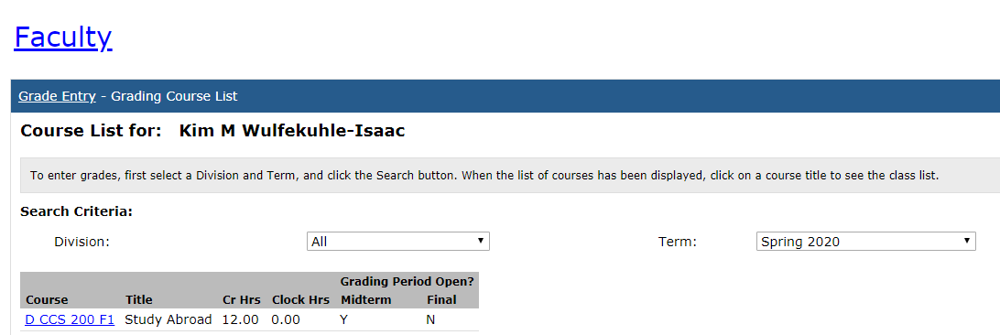 Faculty
Grade Entry - Grading Course List
Course List for: Kim M Wulfekuhle-Isaac
To enter grades, first select a Division and Term, and click the Search button. When the list of courses has been displayed, click on a course title to see the class list.
Search Criteria:
Division: All Term: Spring 2020
Grading Period Open?
Course Title Cr Hrs Clock Hrs Midterm Final
D CCS 200 F1 Study Abroad 12.00 0.00 Y N